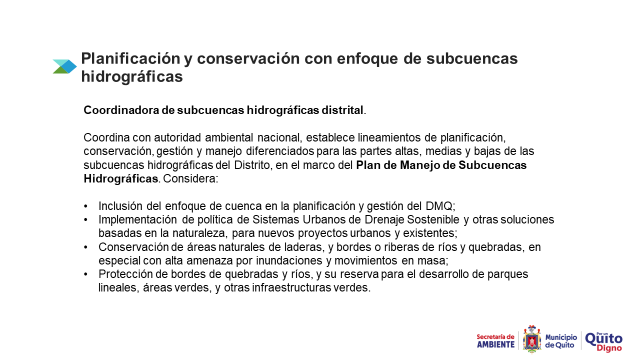 Planificación y conservación con enfoque de subcuencas
hidrográficas
Coordinadora de subcuencas hidrográficas distrital.
Coordina con autoridad ambiental nacional, establece lineamientos de planificación,
conservación, gestión y manejo diferenciados para las partes altas, medias y bajas de las
subcuencas hidrográficas del Distrito, en el marco del Plan de Manejo de Subcuencas
Hidrográficas. Considera:
• Inclusión del enfoque de cuenca en la planificación y gestión del DMQ;
• Implementación de política de Sistemas Urbanos de Drenaje Sostenible y otras soluciones
basadas en la naturaleza, para nuevos proyectos urbanos y existentes;
• Conservación de áreas naturales de laderas, y bordes o riberas de ríos y quebradas, en
especial con alta amenaza por inundaciones y movimientos en masa;
• Protección de bordes de quebradas y ríos, y su reserva para el desarrollo de parques
lineales, áreas verdes, y otras infraestructuras verdes.
Secretaría de
AMBIENTE
Municipio
de Quito
Por un
Quito
Digno